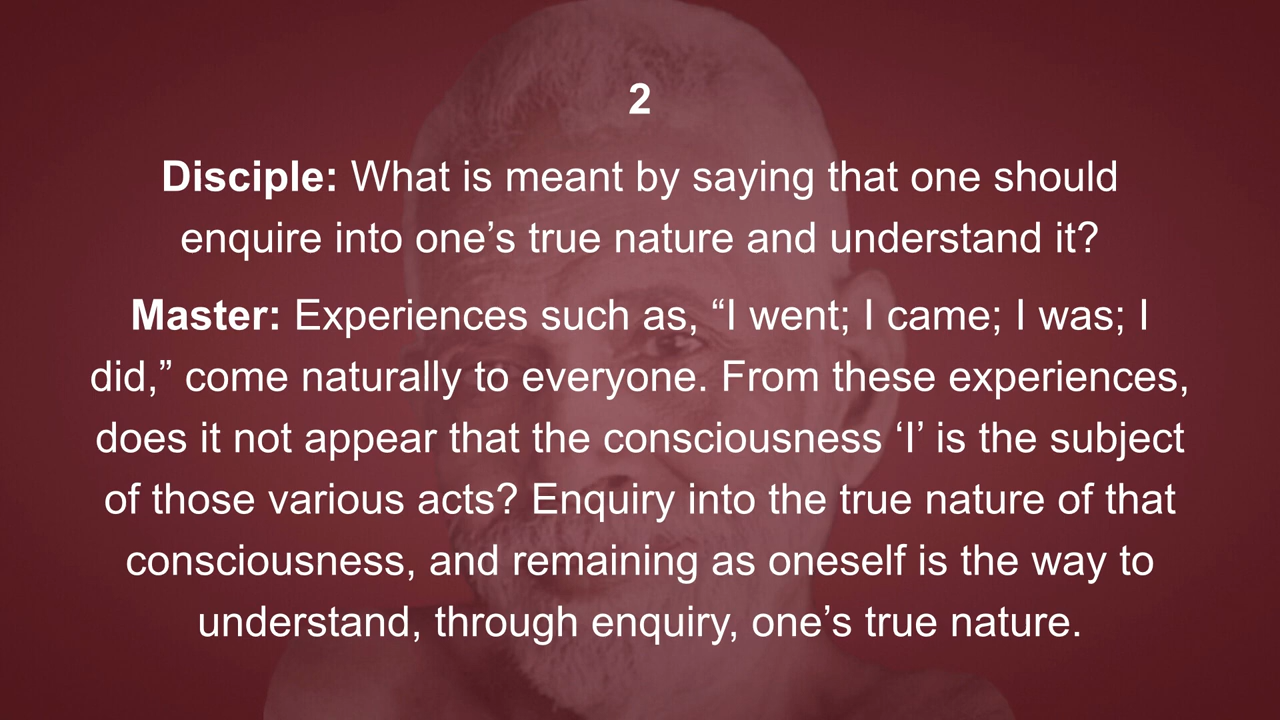 2
Disciple: What is meant by saying that one should
enquire into one’s true nature and understand it?
Master: Experiences such as, “I went; I came; I was; I
did,” come naturally to everyone. From these experiences,
does it not appear that the consciousness ‘I’ is the subject
of those various acts? Enquiry into the true nature of that
consciousness, and remaining as oneself is the way to
understand, through enquiry, one’s true nature.